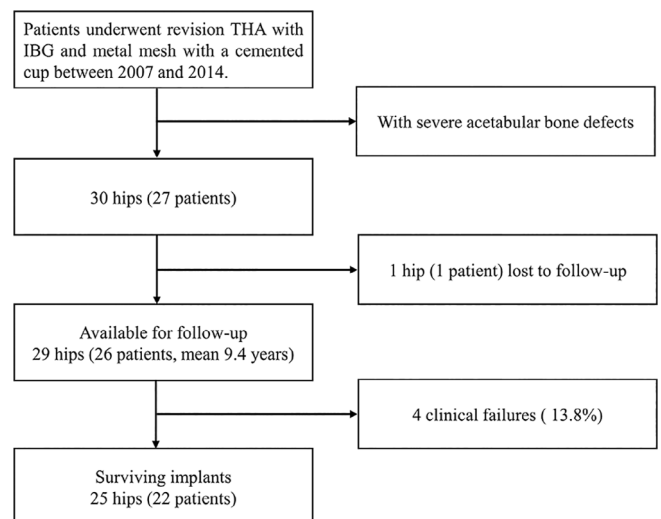 Patients underwent revision THA with
IBG and metal mesh with a cemented
cup between 2007 and 2014.
With severe acetabular bone defects
30 hips (27 patients)
1 hip (1 patient) lost to follow-up
Available for follow-up
29 hips (26 patients, mean 9.4 years)
4 clinical failures ( 13.8%)
Surviving implants
25 hips (22 patients)